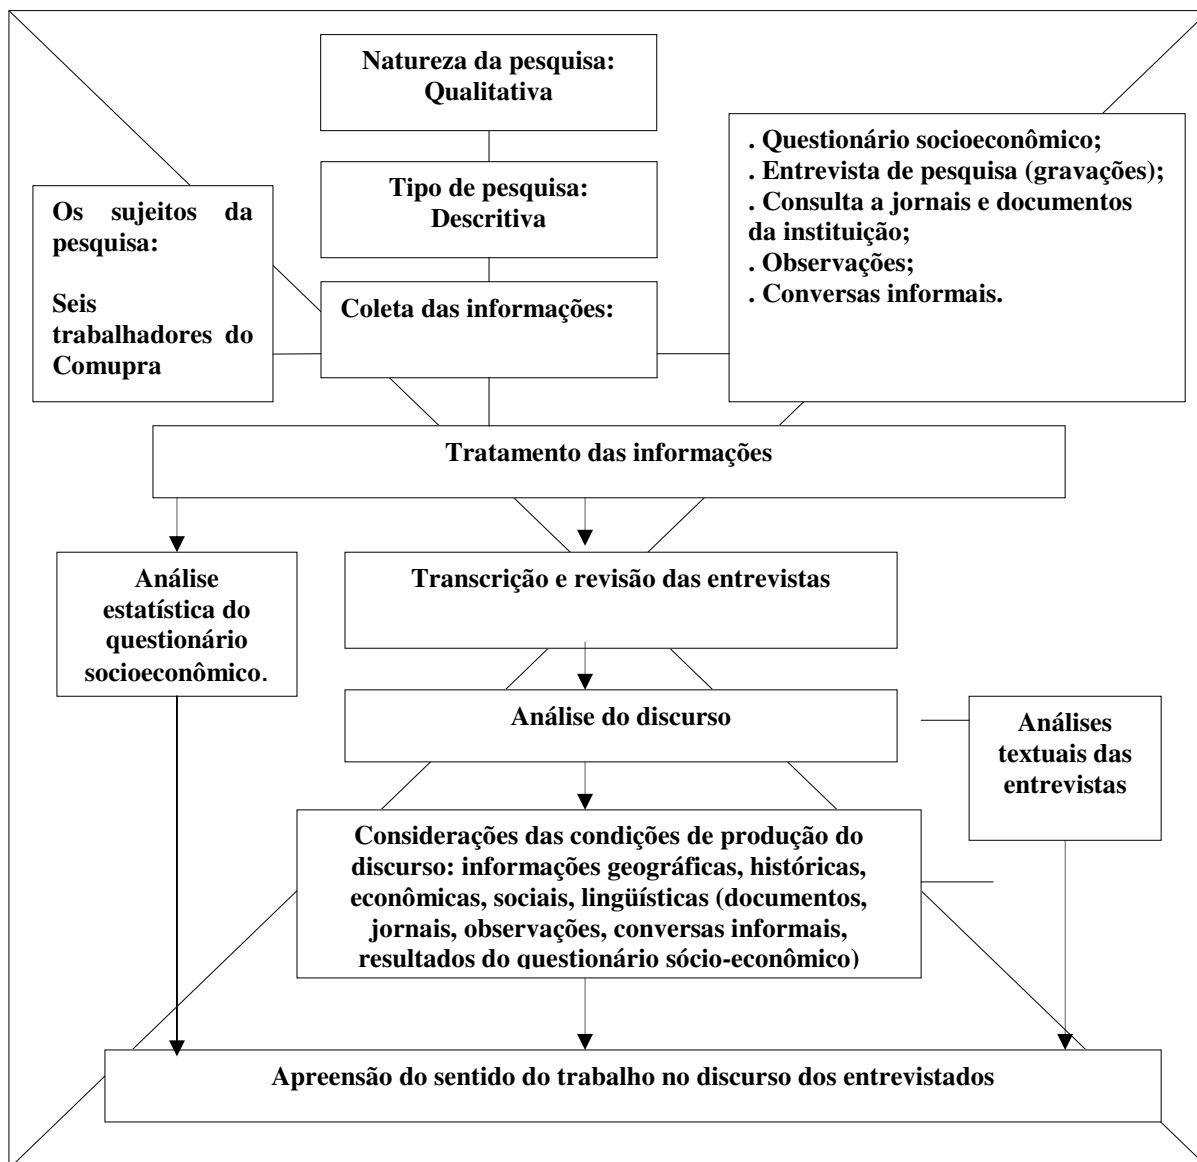 Natureza da pesquisa:
Qualitativa
Tipo de pesquisa:
Descritiva
Os sujeitos da
pesquisa:
Seis
trabalhadores do
Comupra
Coleta das informações:
. Questionário socioeconômico;
. Entrevista de pesquisa (gravações);
. Consulta a jornais e documentos
da instituição;
. Observações;
. Conversas informais.
Tratamento das informações
Análise
estatística do
questionário
socioeconômico.
Transcrição e revisão das entrevistas
Análise do discurso
Análises
textuais das
entrevistas
Considerações das condições de produção do
discurso: informações geográficas, históricas,
econômicas, sociais, lingüísticas (documentos,
jornais, observações, conversas informais,
resultados do questionário sócio-econômico)
Apreensão do sentido do trabalho no discurso dos entrevistados